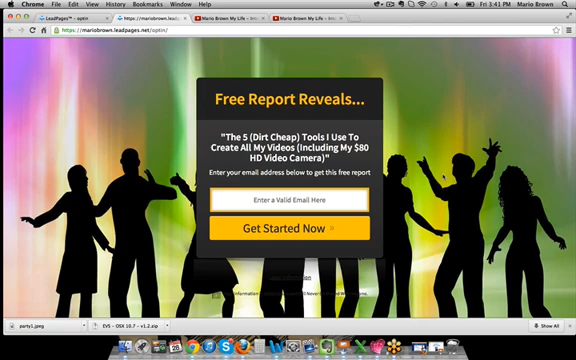 Chrome File Edit View History Bookmarks Window Help
Fri 3:41 PM Mario Brown
LeadPages™ - optin
https://mariobrown.leadpag
Mario Brown My Life -
Mario Brown My Life -
https://mariobrown.leadpages.net/optin/
Free Report Reveals...
"The 5 (Dirt Cheap) Tools I Use To
Create All My Videos (Including My $80
HD Video Camera)"
Enter your email address below to get this free report
Enter a Valid Email Here
Get Started Now »
party1.jpeg
EVS - OSX 10.7 - v1.2.zip
Show All